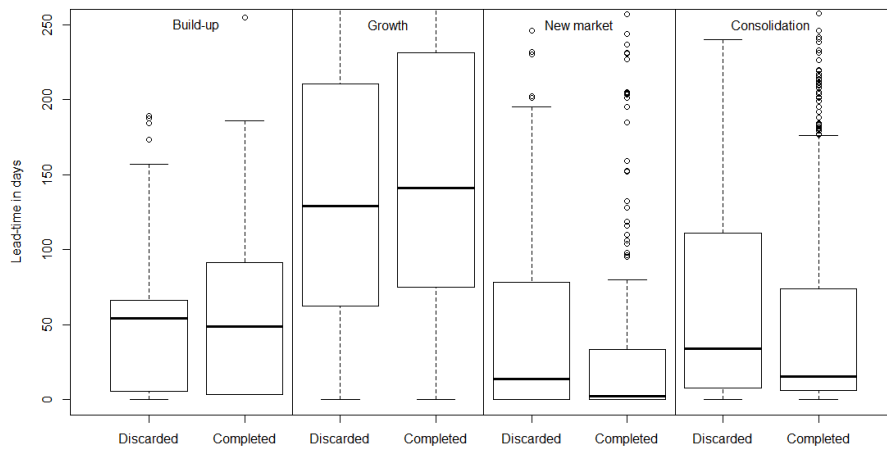 Build-up
Growth
New market
Consolidation
Lead-time in days
250
200
150
100
50
0
Discarded
Completed
Discarded
Completed
Discarded
Completed
Discarded
Completed